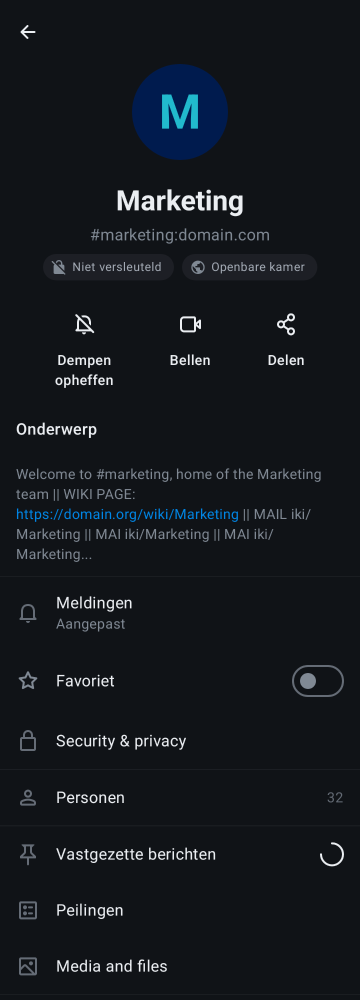 M
Marketing
#marketing:domain.com
Niet versleuteld
Openbare kamer
Dempen
opheffen
Bellen
Delen
Onderwerp
Welcome to #marketing, home of the Marketing
team || WIKI PAGE:
https://domain.org/wiki/Marketing || MAIL iki/
Marketing || MAI iki/Marketing || MAI iki/
Marketing...
Meldingen
Aangepast
Favoriet
Security & privacy
Personen 32
Vastgezette berichten
Peilingen
Media and files